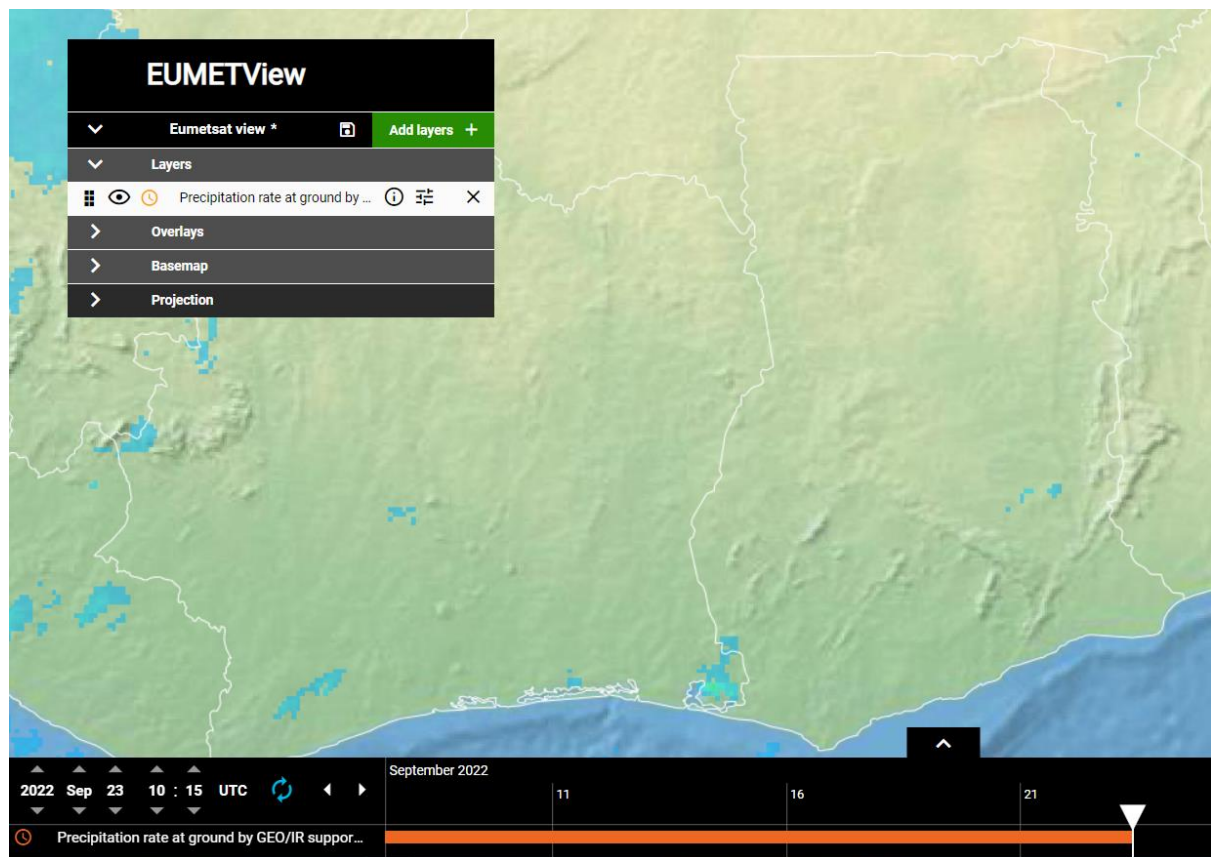 EUMETView
Eumetsat view *
Add layers +
Layers
Precipitation rate at ground by ...
Overlays
Basemap
Projection
September 2022
2022 Sep 23 10 : 15 UTC
11
16
21
Precipitation rate at ground by GEO/IR suppor...